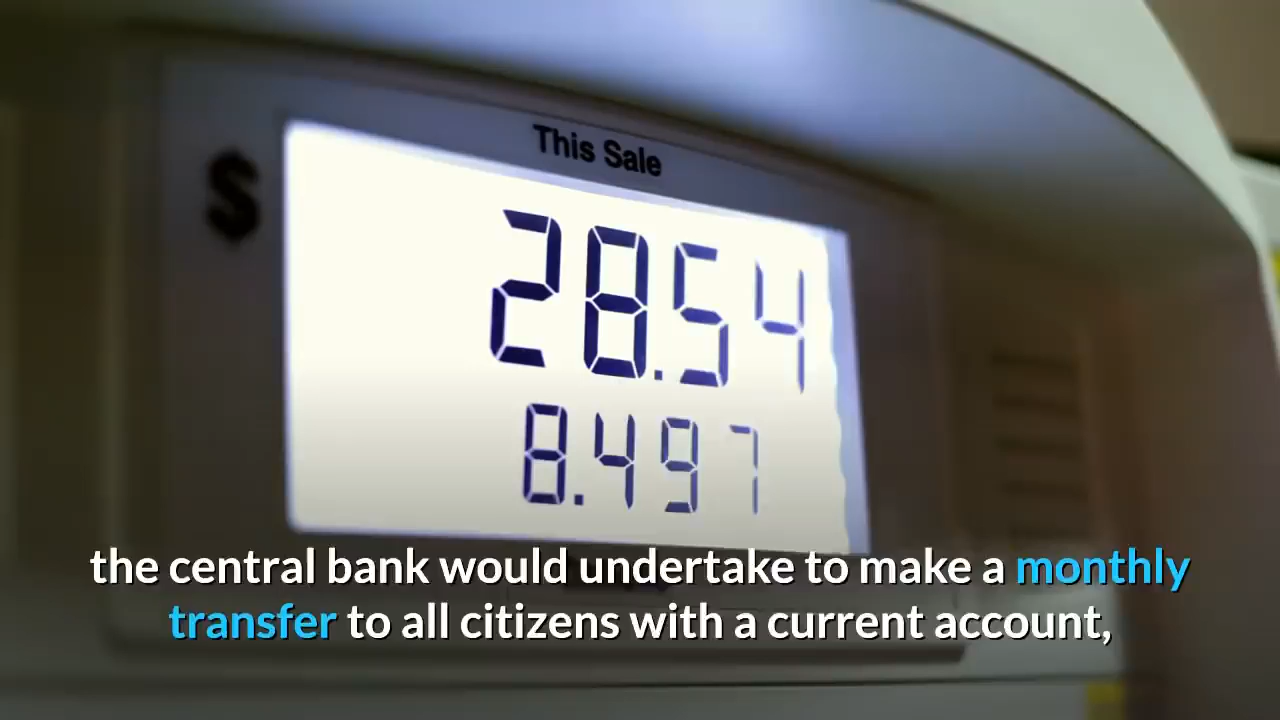 This Sale
$
28.54
8.497
the central bank would undertake to make a monthly
transfer to all citizens with a current account,